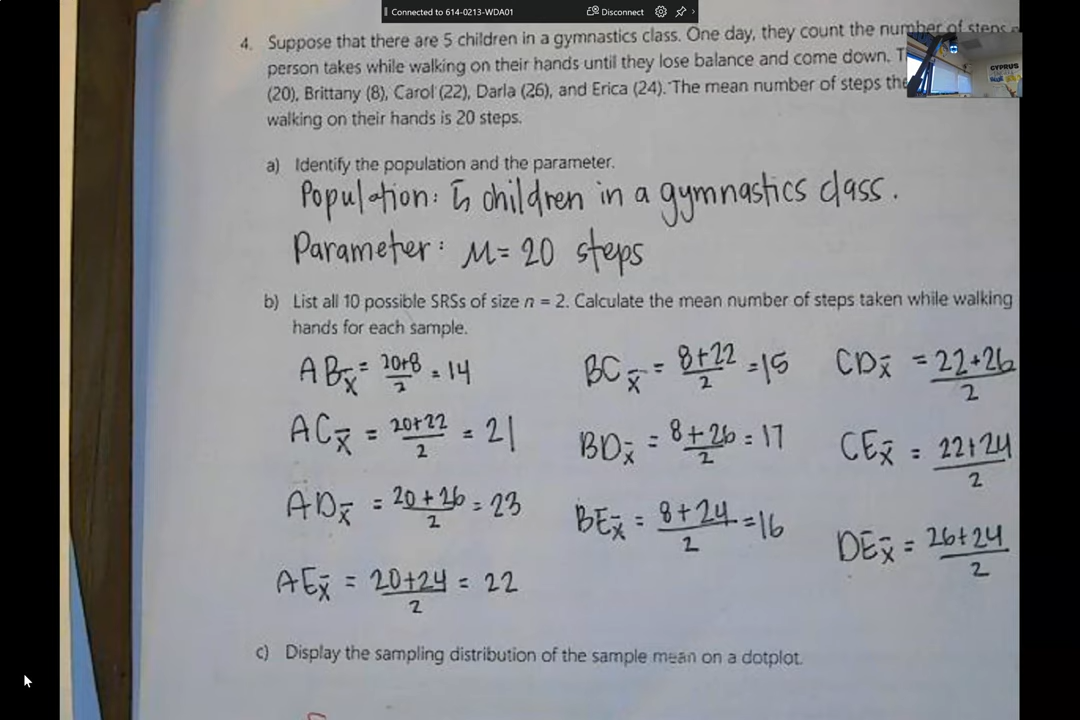 Connected to 614-0213-WDA01 Disconnect
4. Suppose that there are 5 children in a gymnastics class. One day, they count the number of steps
person takes while walking on their hands until they lose balance and come down.
(20), Brittany (8), Carol (22), Darla (26), and Erica (24). The mean number of steps
walking on their hands is 20 steps.
CYPRUS
a) Identify the population and the parameter.
Population: 5 children in a gymnastics class.
Parameter: μ = 20 steps
b) List all 10 possible SRSs of size n = 2. Calculate the mean number of steps taken while walking
hands for each sample.
AB x̄ = 20+8/2 = 14
AC x̄ = 20+22/2 = 21
AD x̄ = 20+26/2 = 23
AE x̄ = 20+24/2 = 22
BC x̄ = 8+22/2 = 15
BD x̄ = 8+26/2 = 17
BE x̄ = 8+24/2 = 16
CD x̄ = 22+26/2
CE x̄ = 22+24/2
DE x̄ = 26+24/2
c) Display the sampling distribution of the sample mean on a dotplot.